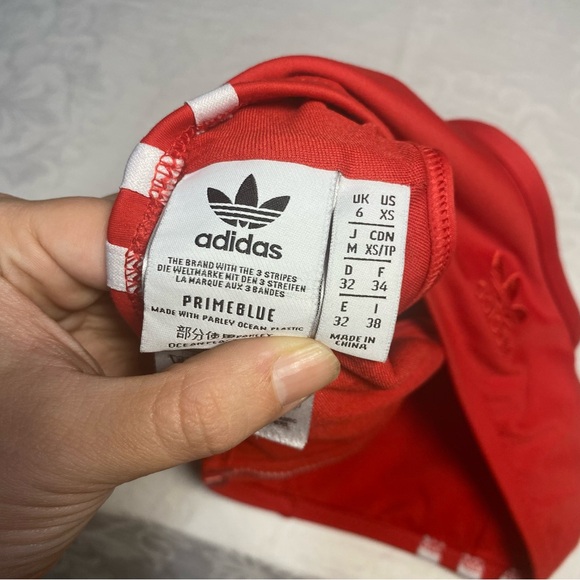 adidas
THE BRAND WITH THE 3 STRIPES
DIE WELTMARKE MIT DEN 3 STREIFEN
LA MARQUE AUX 3 BANDES
PRIMEBLUE
MADE WITH PARLEY OCEAN PLASTIC
部分使用
UK US
6 XS
J CDN
M XS/TP
D F
32 34
E I
32 38
MADE IN
CHINA